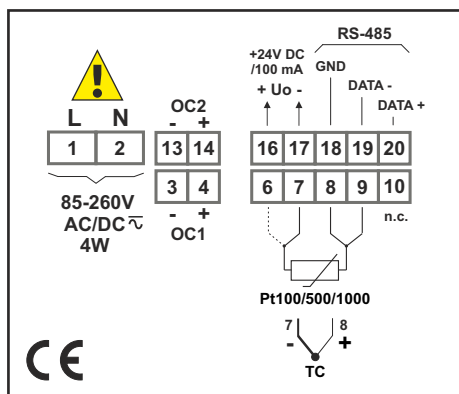 RS-485
+24V DC
/100 mA
GND
+ Uo -
DATA -
DATA +
!
L N
OC2
- +
1 2
13 14
16 17 18 19 20
3 4
6 7 8 9 10
85-260V
AC/DC
4W
- +
OC1
n.c.
Pt100/500/1000
7 8
- +
TC
CE